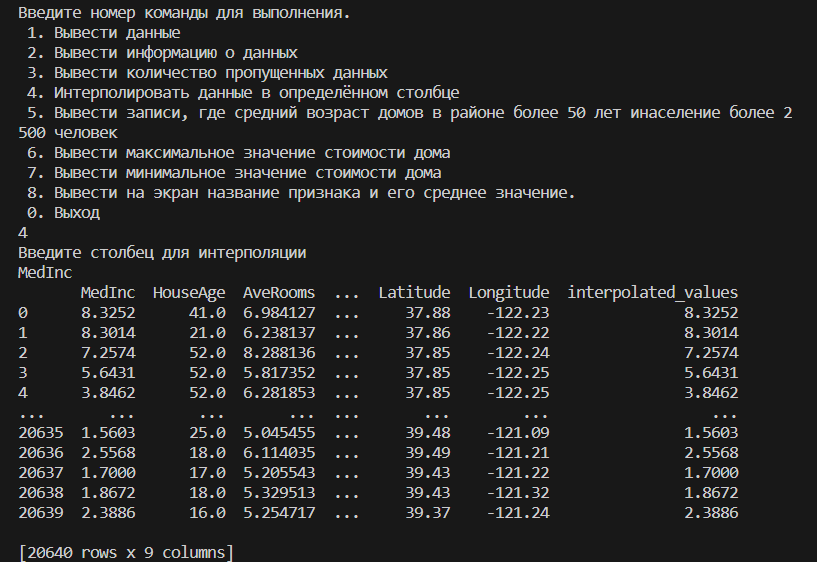 Введите номер команды для выполнения.
1. Вывести данные
2. Вывести информацию о данных
3. Вывести количество пропущенных данных
4. Интерполировать данные в определённом столбце
5. Вывести записи, где средний возраст домов в районе более 50 лет инаселение более 2
500 человек
6. Вывести максимальное значение стоимости дома
7. Вывести минимальное значение стоимости дома
8. Вывести на экран название признака и его среднее значение.
0. Выход
4
Введите столбец для интерполяции
MedInc
MedInc HouseAge AveRooms ... Latitude Longitude interpolated_values
0 8.3252 41.0 6.984127 ... 37.88 -122.23 8.3252
1 8.3014 21.0 6.238137 ... 37.86 -122.22 8.3014
2 7.2574 52.0 8.288136 ... 37.85 -122.24 7.2574
3 5.6431 52.0 5.817352 ... 37.85 -122.25 5.6431
4 3.8462 52.0 6.281853 ... 37.85 -122.25 3.8462
... ... ... ... ... ... ... ...
20635 1.5603 25.0 5.045455 ... 39.48 -121.09 1.5603
20636 2.5568 18.0 6.114035 ... 39.49 -121.21 2.5568
20637 1.7000 17.0 5.205543 ... 39.43 -121.22 1.7000
20638 1.8672 18.0 5.329513 ... 39.43 -121.32 1.8672
20639 2.3886 16.0 5.254717 ... 39.37 -121.24 2.3886
[20640 rows x 9 columns]